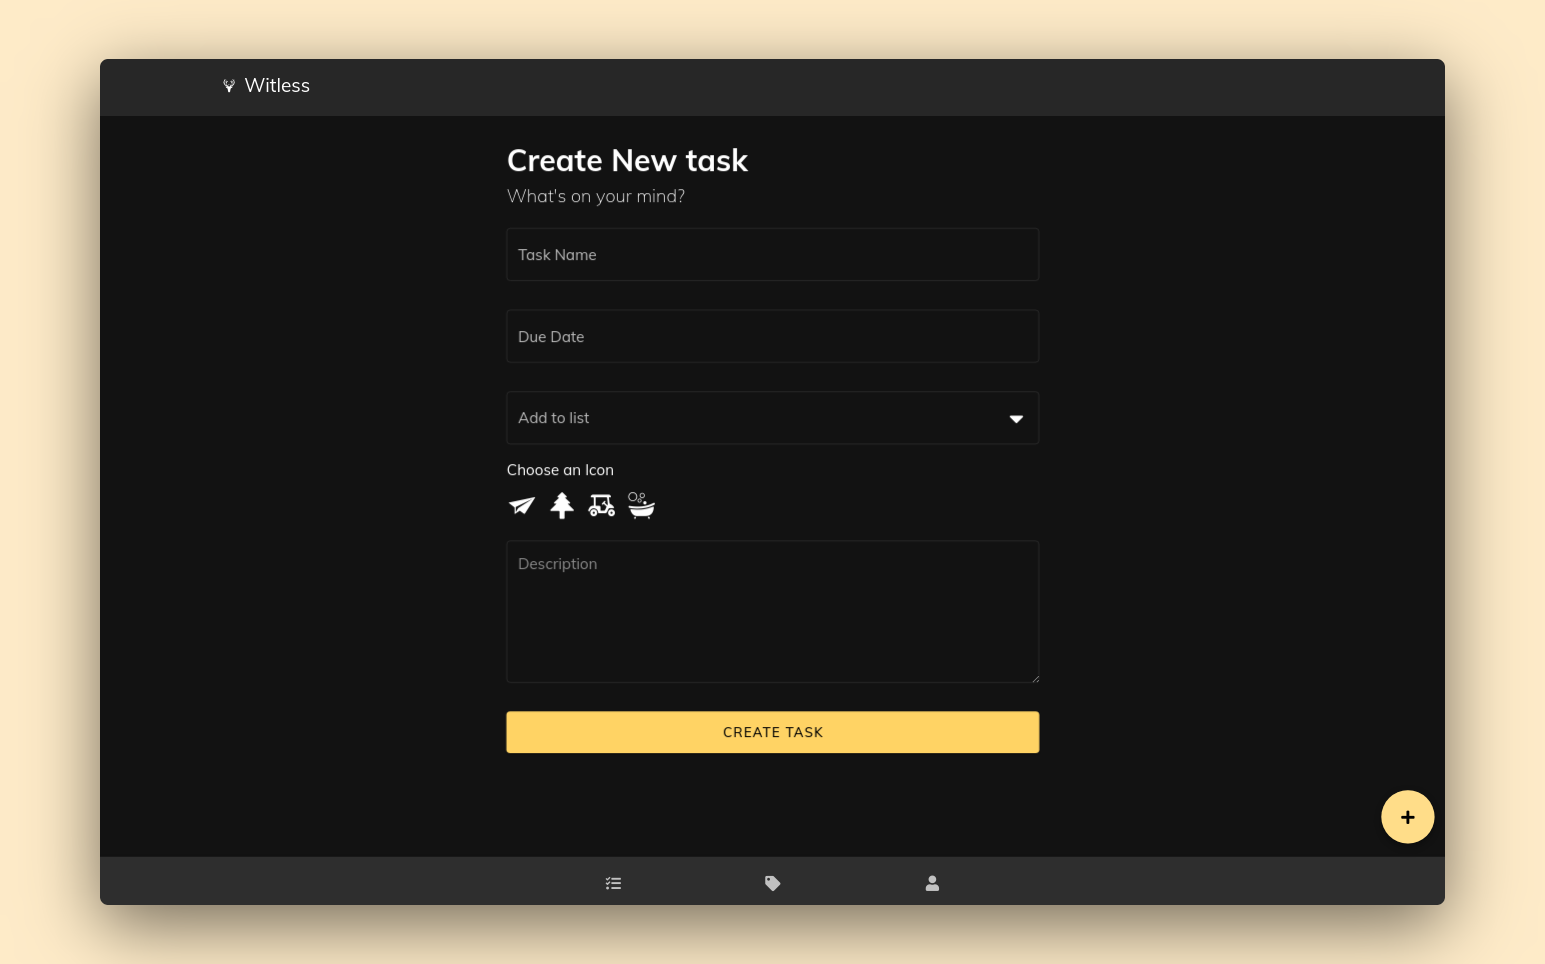 Witless
Create New task
What's on your mind?
Task Name
Due Date
Add to list
Choose an Icon
Description
CREATE TASK